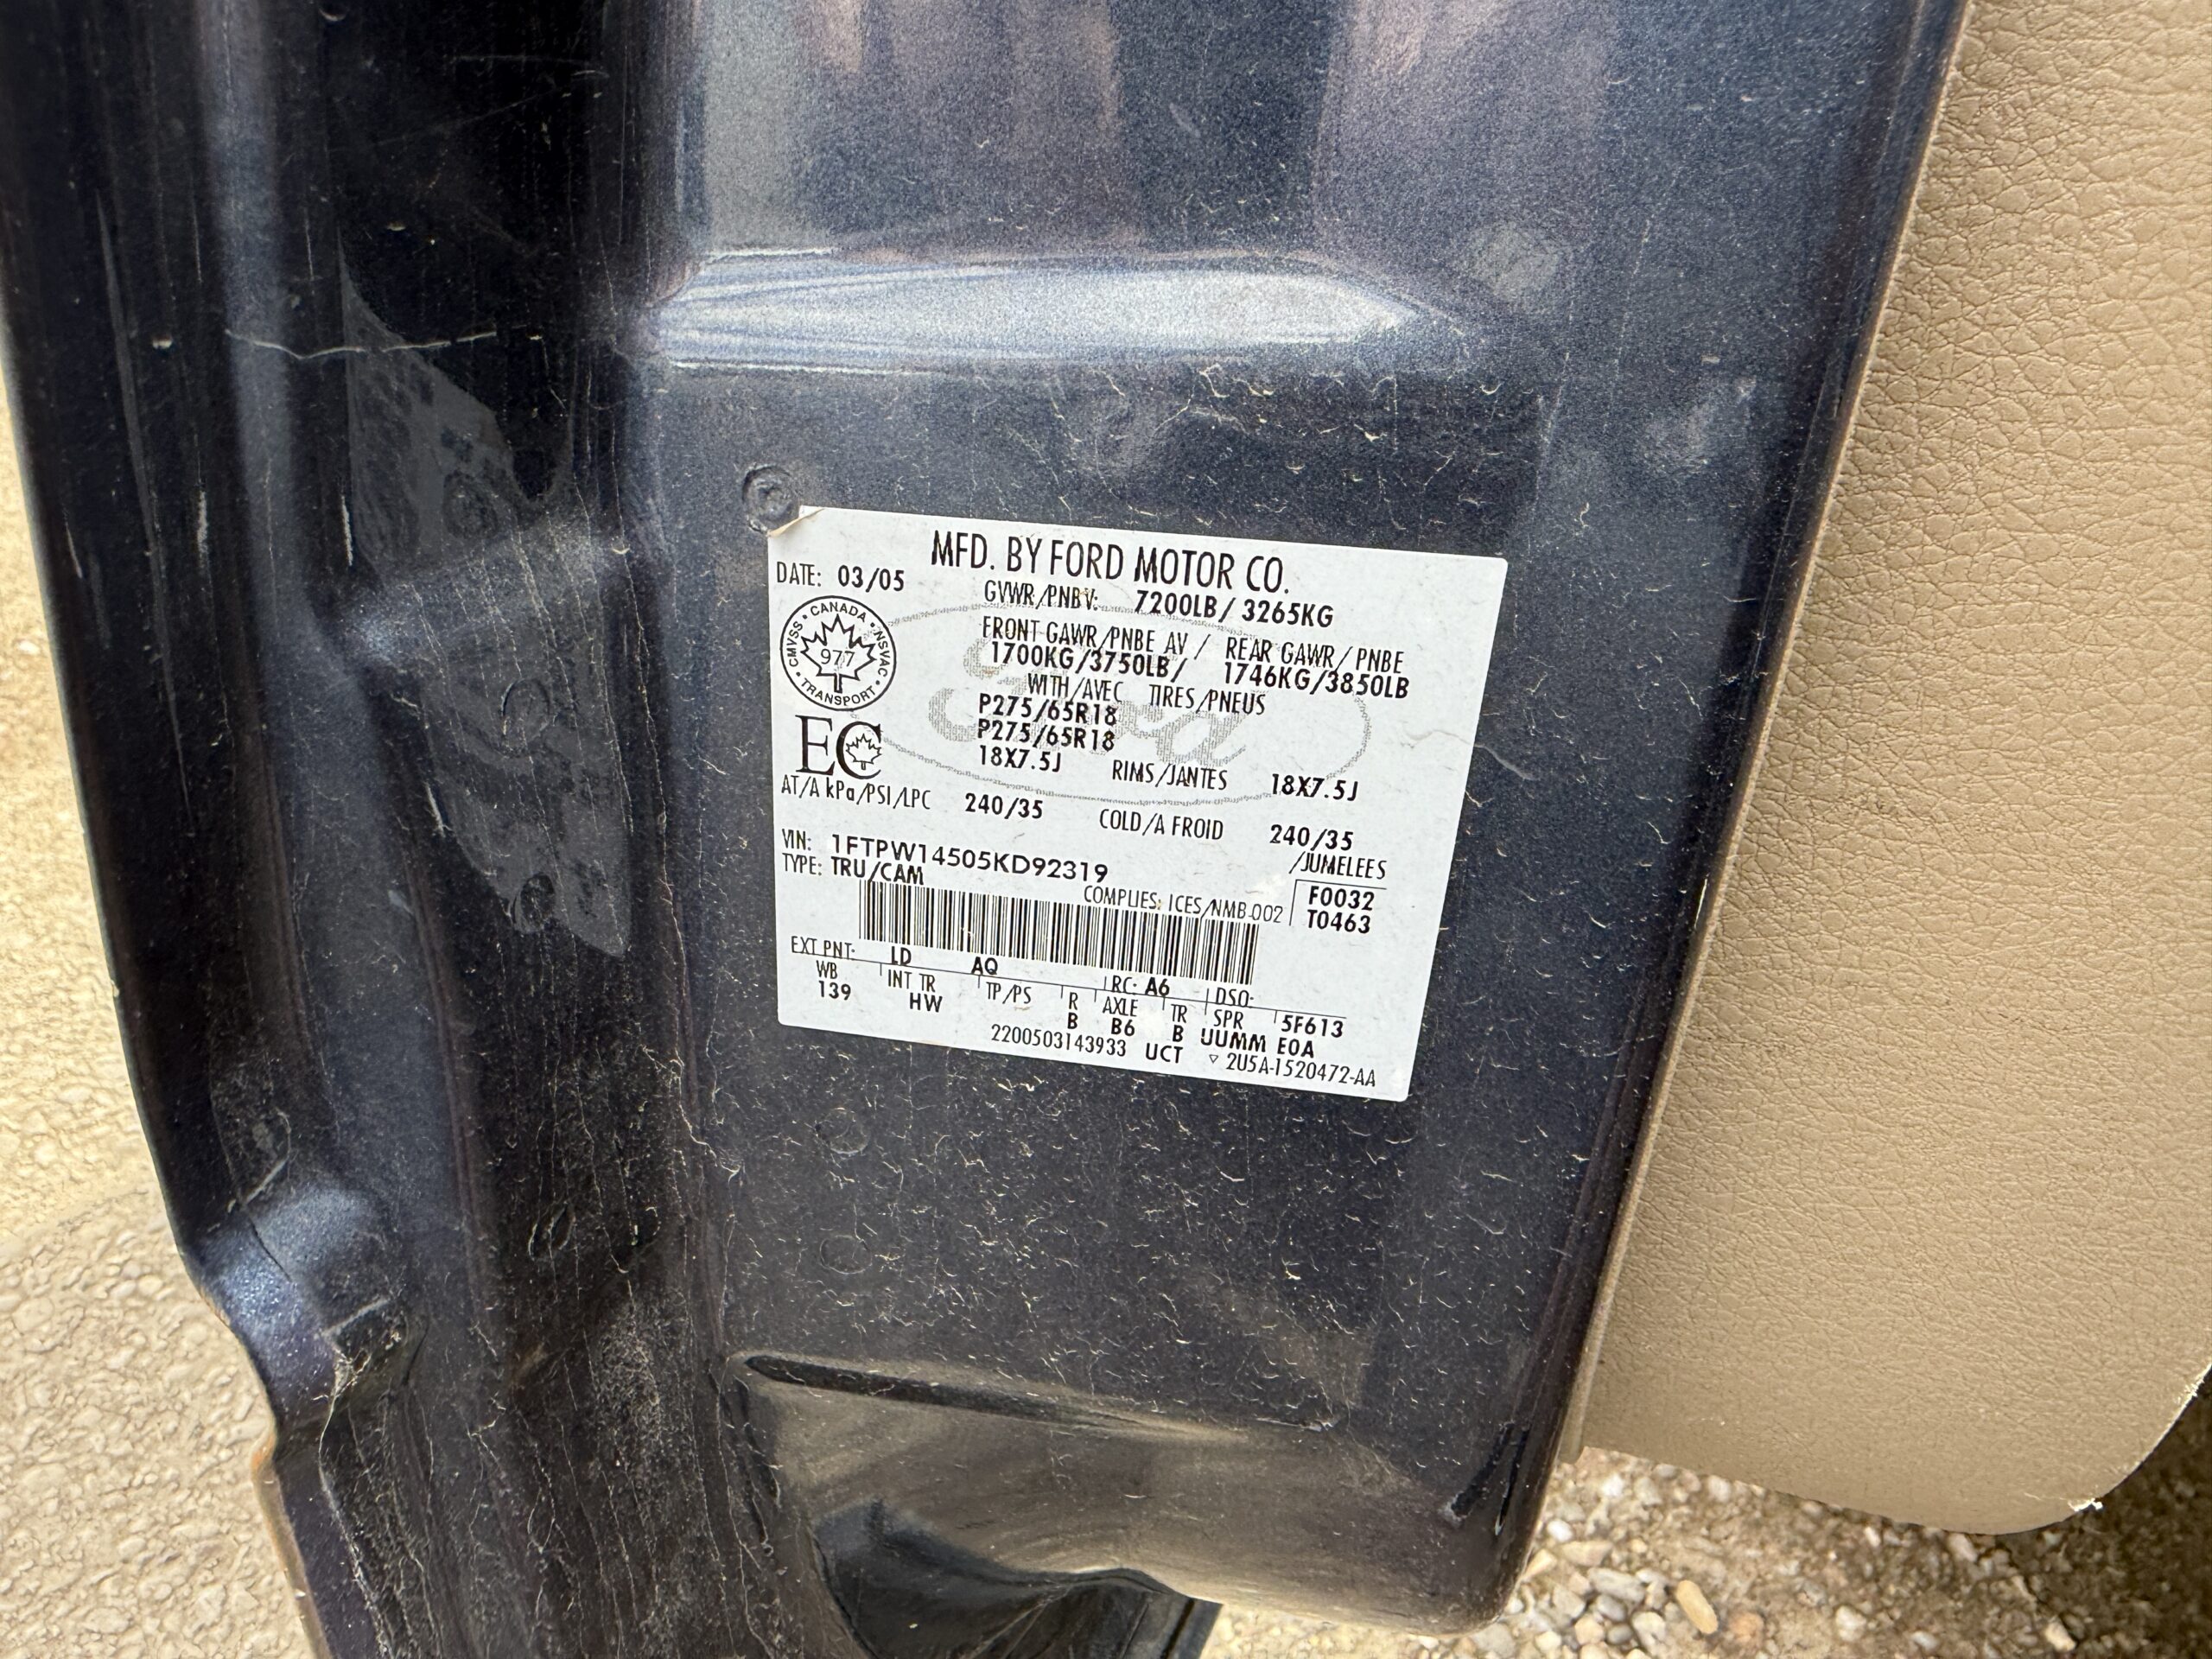 MFD. BY FORD MOTOR CO.
DATE: 03/05
GVWR/PNBV: 7200LB/ 3265KG
CMVSS • CANADA • NSVAC • TRANSPORT •
977
FRONT GAWR/PNBE AV / REAR GAWR/PNBE
1700KG/3750LB/ 1746KG/3850LB
WITH/AVEC TIRES/PNEUS
P275/65R18
P275/65R18
18X7.5J RIMS/JANTES 18X7.5J
Ford
EC
AT/A kPa/PSI/LPC 240/35 COLD/A FROID 240/35
VIN: 1FTPW14505KD92319 /JUMELEES
TYPE: TRU/CAM
COMPLIES: ICES/NMB-002
F0032
T0463
EXT PNT: LD AQ RC: A6 DSO:
WB INT TR TP/PS R AXLE TR SPR 5F613
139 HW B B6 B UUMM E0A
2200503143933 UCT ▽ 2U5A-1520472-AA